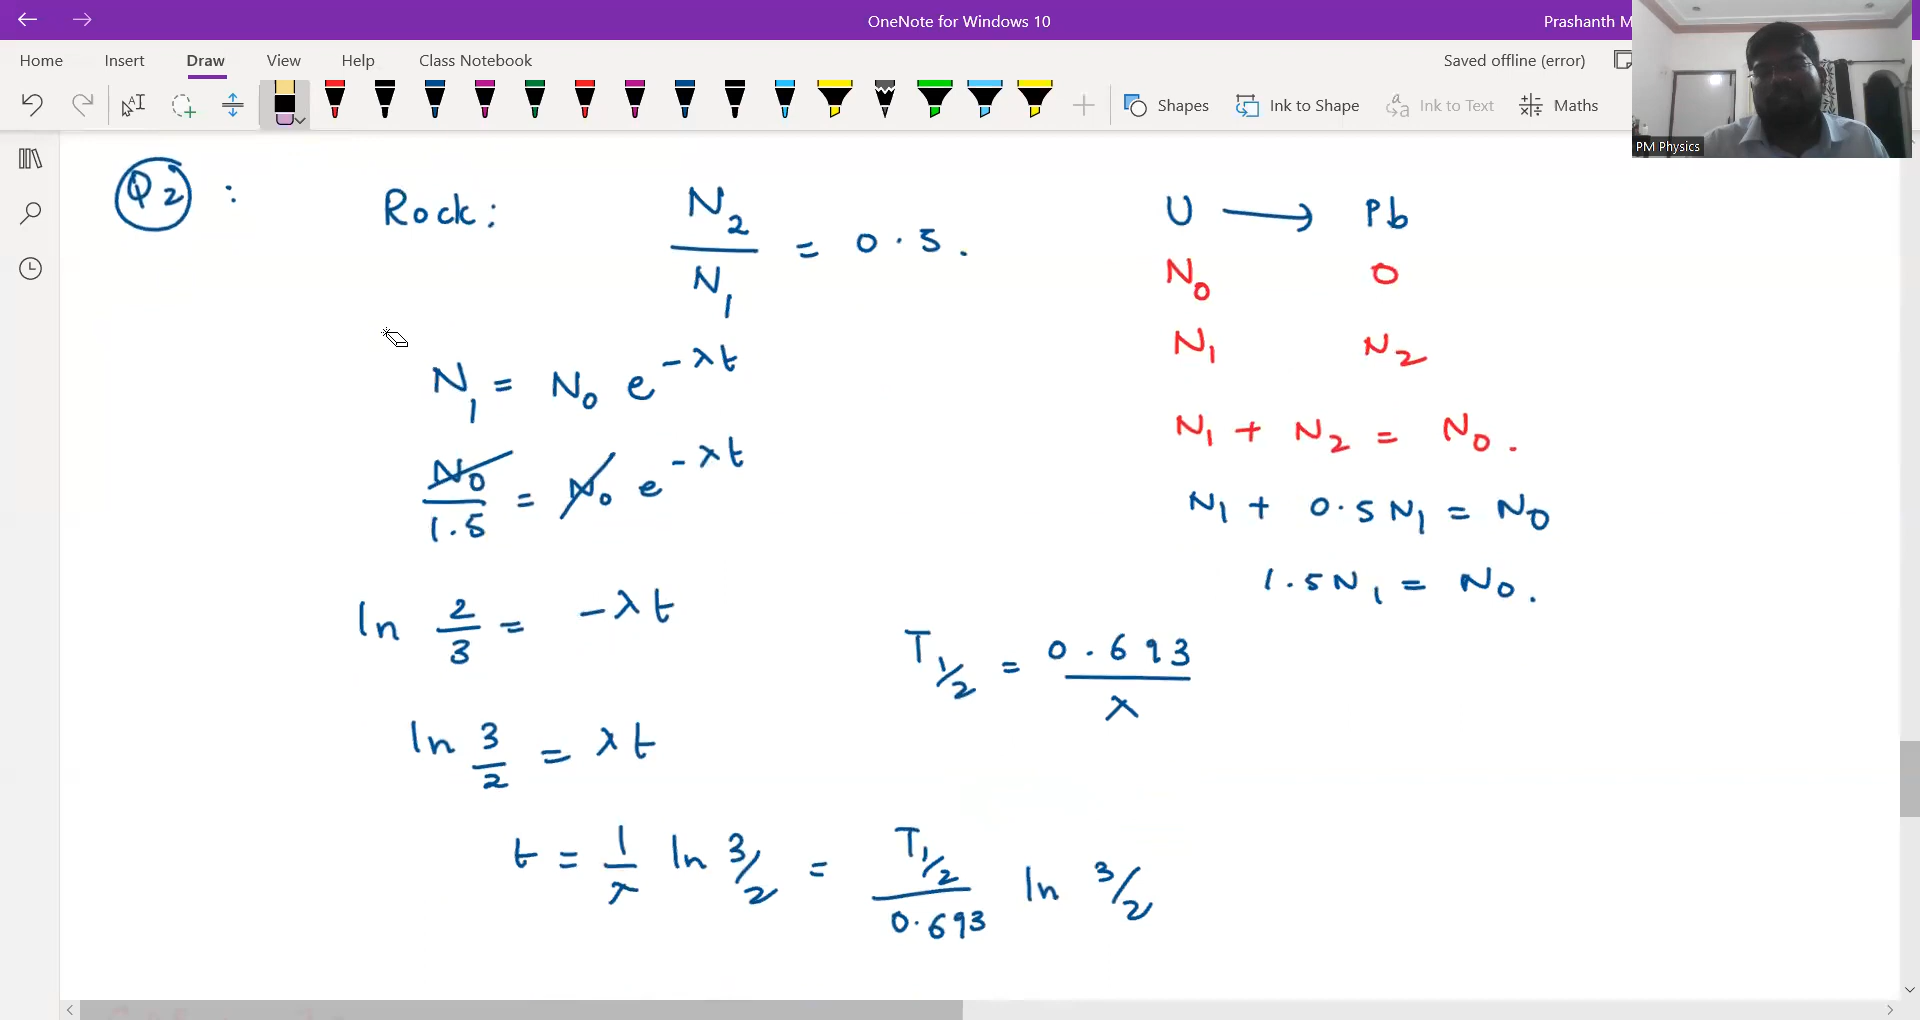 OneNote for Windows 10
Prashanth M
Home Insert Draw View Help Class Notebook
Saved offline (error)
Shapes Ink to Shape Ink to Text Maths
PM Physics
Q2 : Rock: N₂/N₁ = 0.5.
U ⟶ Pb
N₀ 0
N₁ N₂
N₁ + N₂ = N₀.
N₁ + 0.5 N₁ = N₀
1.5 N₁ = N₀.
N₁ = N₀ e^(-λt)
N₀/1.5 = N₀ e^(-λt)
ln 2/3 = -λt
T_1/2 = 0.693/λ
ln 3/2 = λt
t = 1/λ ln 3/2 = T_1/2/0.693 ln 3/2